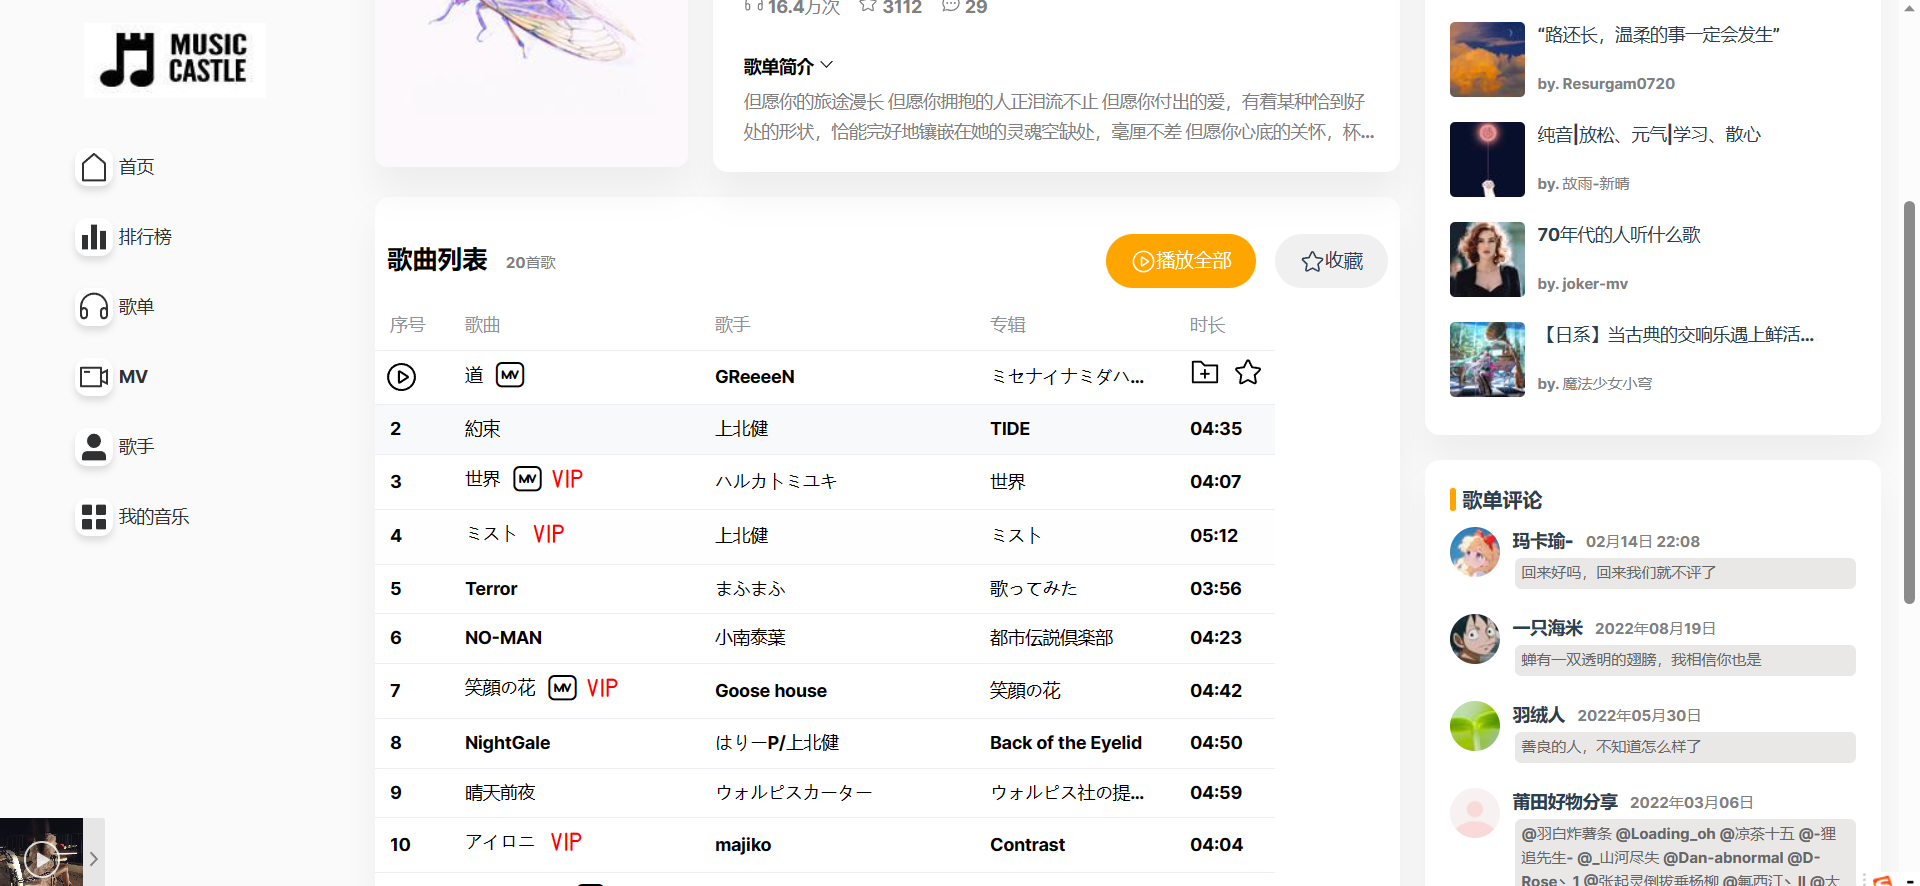 MUSIC
CASTLE
首页
排行榜
歌单
MV
歌手
我的音乐
16.4万次 3112 29
歌单简介
但愿你的旅途漫长 但愿你拥抱的人正泪流不止 但愿你付出的爱，有着某种恰到好
处的形状，恰能完好地镶嵌在她的灵魂空缺处，毫厘不差 但愿你心底的关怀，杯...
歌曲列表 20首歌
播放全部 收藏
序号 歌曲 歌手 专辑 时长
道 MV GReeeeN ミセナイナミダハ...
2 約束 上北健 TIDE 04:35
3 世界 MV VIP ハルカトミユキ 世界 04:07
4 ミスト VIP 上北健 ミスト 05:12
5 Terror まふまふ 歌ってみた 03:56
6 NO-MAN 小南泰葉 都市伝説倶楽部 04:23
7 笑顔の花 MV VIP Goose house 笑顔の花 04:42
8 NightGale はりーP/上北健 Back of the Eyelid 04:50
9 晴天前夜 ウォルピスカーター ウォルピス社の提... 04:59
10 アイロニ VIP majiko Contrast 04:04
“路还长，温柔的事一定会发生”
by. Resurgam0720
纯音|放松、元气|学习、散心
by. 故雨-新晴
70年代的人听什么歌
by. joker-mv
【日系】当古典的交响乐遇上鲜活...
by. 魔法少女小穹
歌单评论
玛卡瑜- 02月14日 22:08
回来好吗，回来我们就不评了
一只海米 2022年08月19日
蝉有一双透明的翅膀，我相信你也是
羽绒人 2022年05月30日
善良的人，不知道怎么样了
莆田好物分享 2022年03月06日
@羽白炸薯条 @Loading_oh @凉茶十五 @-狸
追先生- @_山河尽失 @Dan-abnormal @D-
Rose丶1 @张起灵倒拔垂杨柳 @氟西汀丶II @大